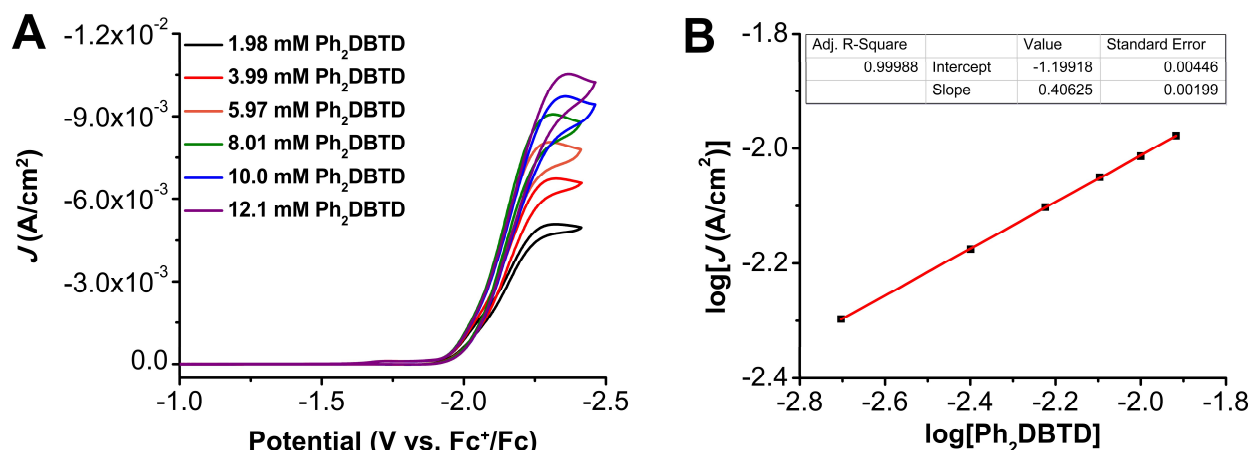 A
-1.2x10⁻²
-9.0x10⁻³
-6.0x10⁻³
-3.0x10⁻³
0.0
J (A/cm²)
1.98 mM Ph₂DBTD
3.99 mM Ph₂DBTD
5.97 mM Ph₂DBTD
8.01 mM Ph₂DBTD
10.0 mM Ph₂DBTD
12.1 mM Ph₂DBTD
-1.0 -1.5 -2.0 -2.5
Potential (V vs. Fc⁺/Fc)
B
-1.8
-2.0
-2.2
-2.4
log[J (A/cm²)]
Adj. R-Square Value Standard Error
0.99988 Intercept -1.19918 0.00446
Slope 0.40625 0.00199
-2.8 -2.6 -2.4 -2.2 -2.0 -1.8
log[Ph₂DBTD]